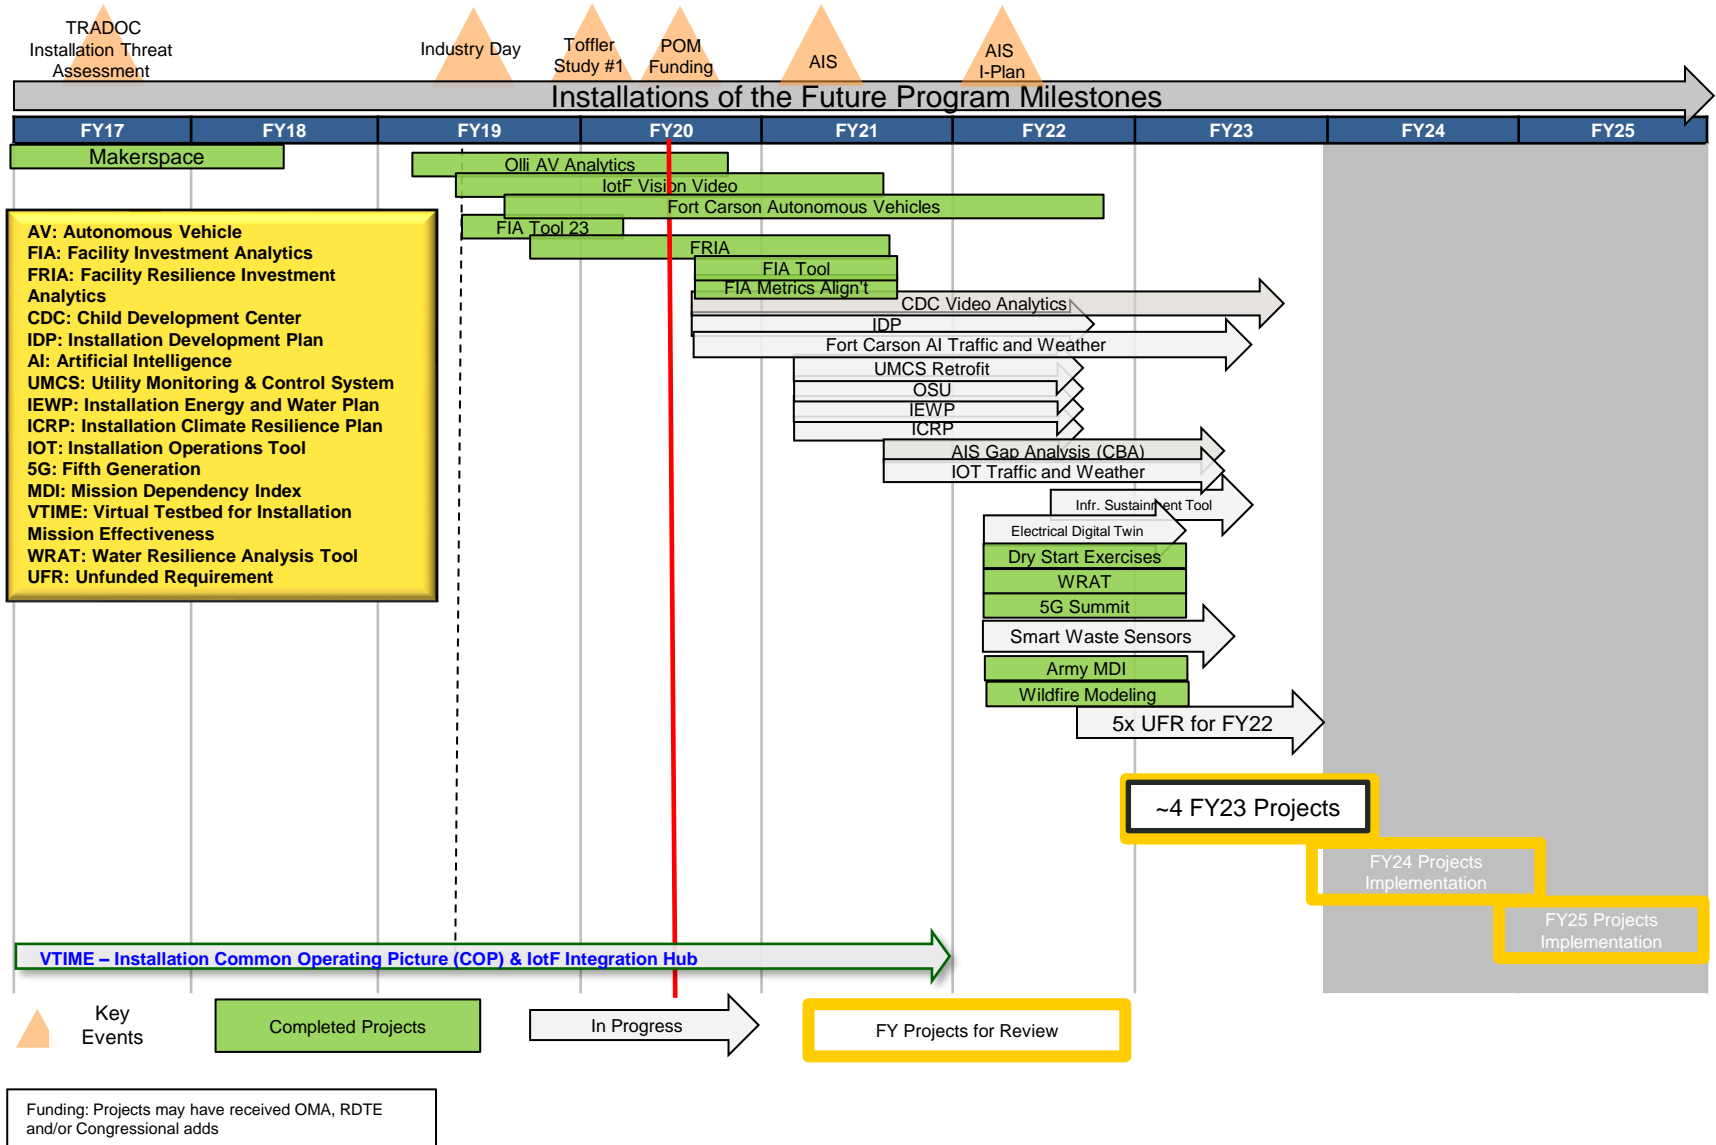 TRADOC
Installation Threat
Assessment
Industry Day
Toffler
Study #1
POM
Funding
AIS
AIS
I-Plan
Installations of the Future Program Milestones
FY17
FY18
FY19
FY20
FY21
FY22
FY23
FY24
FY25
Makerspace
Olli AV Analytics
IotF Vision Video
Fort Carson Autonomous Vehicles
FIA Tool 23
FRIA
FIA Tool
FIA Metrics Align't
CDC Video Analytics
IDP
Fort Carson AI Traffic and Weather
UMCS Retrofit
OSU
IEWP
ICRP
AIS Gap Analysis (CBA)
IOT Traffic and Weather
Infr. Sustainment Tool
Electrical Digital Twin
Dry Start Exercises
WRAT
5G Summit
Smart Waste Sensors
Army MDI
Wildfire Modeling
5x UFR for FY22
~4 FY23 Projects
FY24 Projects
Implementation
FY25 Projects
Implementation
AV: Autonomous Vehicle
FIA: Facility Investment Analytics
FRIA: Facility Resilience Investment
Analytics
CDC: Child Development Center
IDP: Installation Development Plan
AI: Artificial Intelligence
UMCS: Utility Monitoring & Control System
IEWP: Installation Energy and Water Plan
ICRP: Installation Climate Resilience Plan
IOT: Installation Operations Tool
5G: Fifth Generation
MDI: Mission Dependency Index
VTIME: Virtual Testbed for Installation
Mission Effectiveness
WRAT: Water Resilience Analysis Tool
UFR: Unfunded Requirement
VTIME – Installation Common Operating Picture (COP) & IotF Integration Hub
Key
Events
Completed Projects
In Progress
FY Projects for Review
Funding: Projects may have received OMA, RDTE
and/or Congressional adds